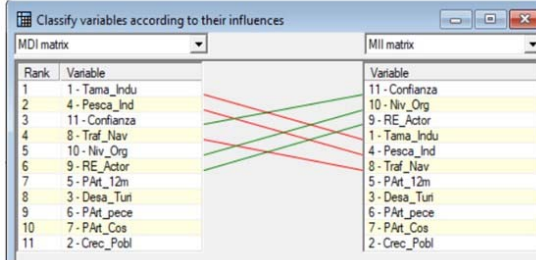 Classify variables according to their influences
MDI matrix
MII matrix
Rank Variable
Variable
1 1 - Tama_Indu
11 - Confianza
2 4 - Pesca_Ind
10 - Niv_Org
3 11 - Confianza
9 - RE_Actor
4 8 - Traf_Nav
1 - Tama_Indu
5 10 - Niv_Org
4 - Pesca_Ind
6 9 - RE_Actor
8 - Traf_Nav
7 5 - PArt_12m
5 - PArt_12m
8 3 - Desa_Turi
3 - Desa_Turi
9 6 - PArt_pece
6 - PArt_pece
10 7 - PArt_Cos
7 - PArt_Cos
11 2 - Crec_Pobl
2 - Crec_Pobl